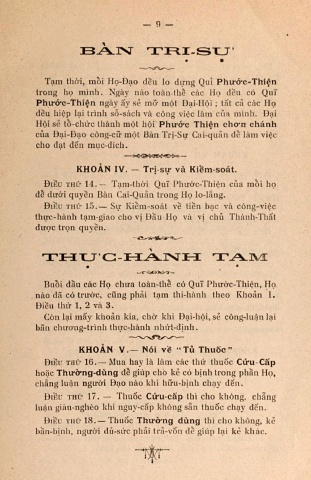 — 9 —
BÀN TRỊ-SỰ
Tạm thời, mỗi Họ-Đạo đều lo dựng Quĩ Phước-Thiện
trong họ mình. Ngày nào toàn-thể các Họ đều có Quĩ
Phước-Thiện ngày ấy sẽ mở một Đại-Hội ; tất cả các Họ
đều hiệp lại trình sổ-sách và công việc làm của mình. Đại
Hội sẽ tổ-chức thành một hội Phước Thiện chơn chánh
của Đại-Đạo công-cử một Bàn Trị-Sự Cai-quản để làm việc
cho đạt đến mục-đích.
KHOẢN IV. — Trị-sự và Kiểm-soát.
ĐIỀU THỨ 14. — Tạm-thời Quĩ Phước-Thiện của mỗi họ
để dưới quyền Ban Cai-Quản trong Họ lo-lắng.
ĐIỀU THỨ 15. — Sự Kiểm-Soát về tiền bạc và công-việc
thực-hành tạm-giao cho vị Đầu Họ và vị chủ Thánh-Thất
được trọn quyền.
THỰC-HÀNH TẠM
Buổi đầu các Họ chưa toàn-thể có Quĩ Phước-Thiện, Họ
nào đã có trước, cũng phải tạm thi-hành theo Khoản 1.
Điều thứ 1, 2 và 3.
Còn lại mấy khoản kia, chờ khi Đại-hội, sẽ công-luận lại
bản chương-trình thực-hành nhứt-định.
KHOẢN V. — Nói về "Tủ Thuốc"
ĐIỀU THỨ 16. — Mua hay là làm các thứ thuốc Cứu-Cấp
hoặc Thường-dùng để giúp cho kẻ có bịnh trong phần Họ,
chẳng luận người Đạo nào khi hữu-bịnh chạy đến.
ĐIỀU THỨ 17. — Thuốc Cứu-cấp thì cho không, chẳng
luận giàu-nghèo khi nguy-cấp không sẵn thuốc chạy đến.
ĐIỀU THỨ 18. — Thuốc Thường dùng thì cho không, kẻ
bần-bịnh, người đủ-sức phải trả-vốn để giúp lại kẻ khác.